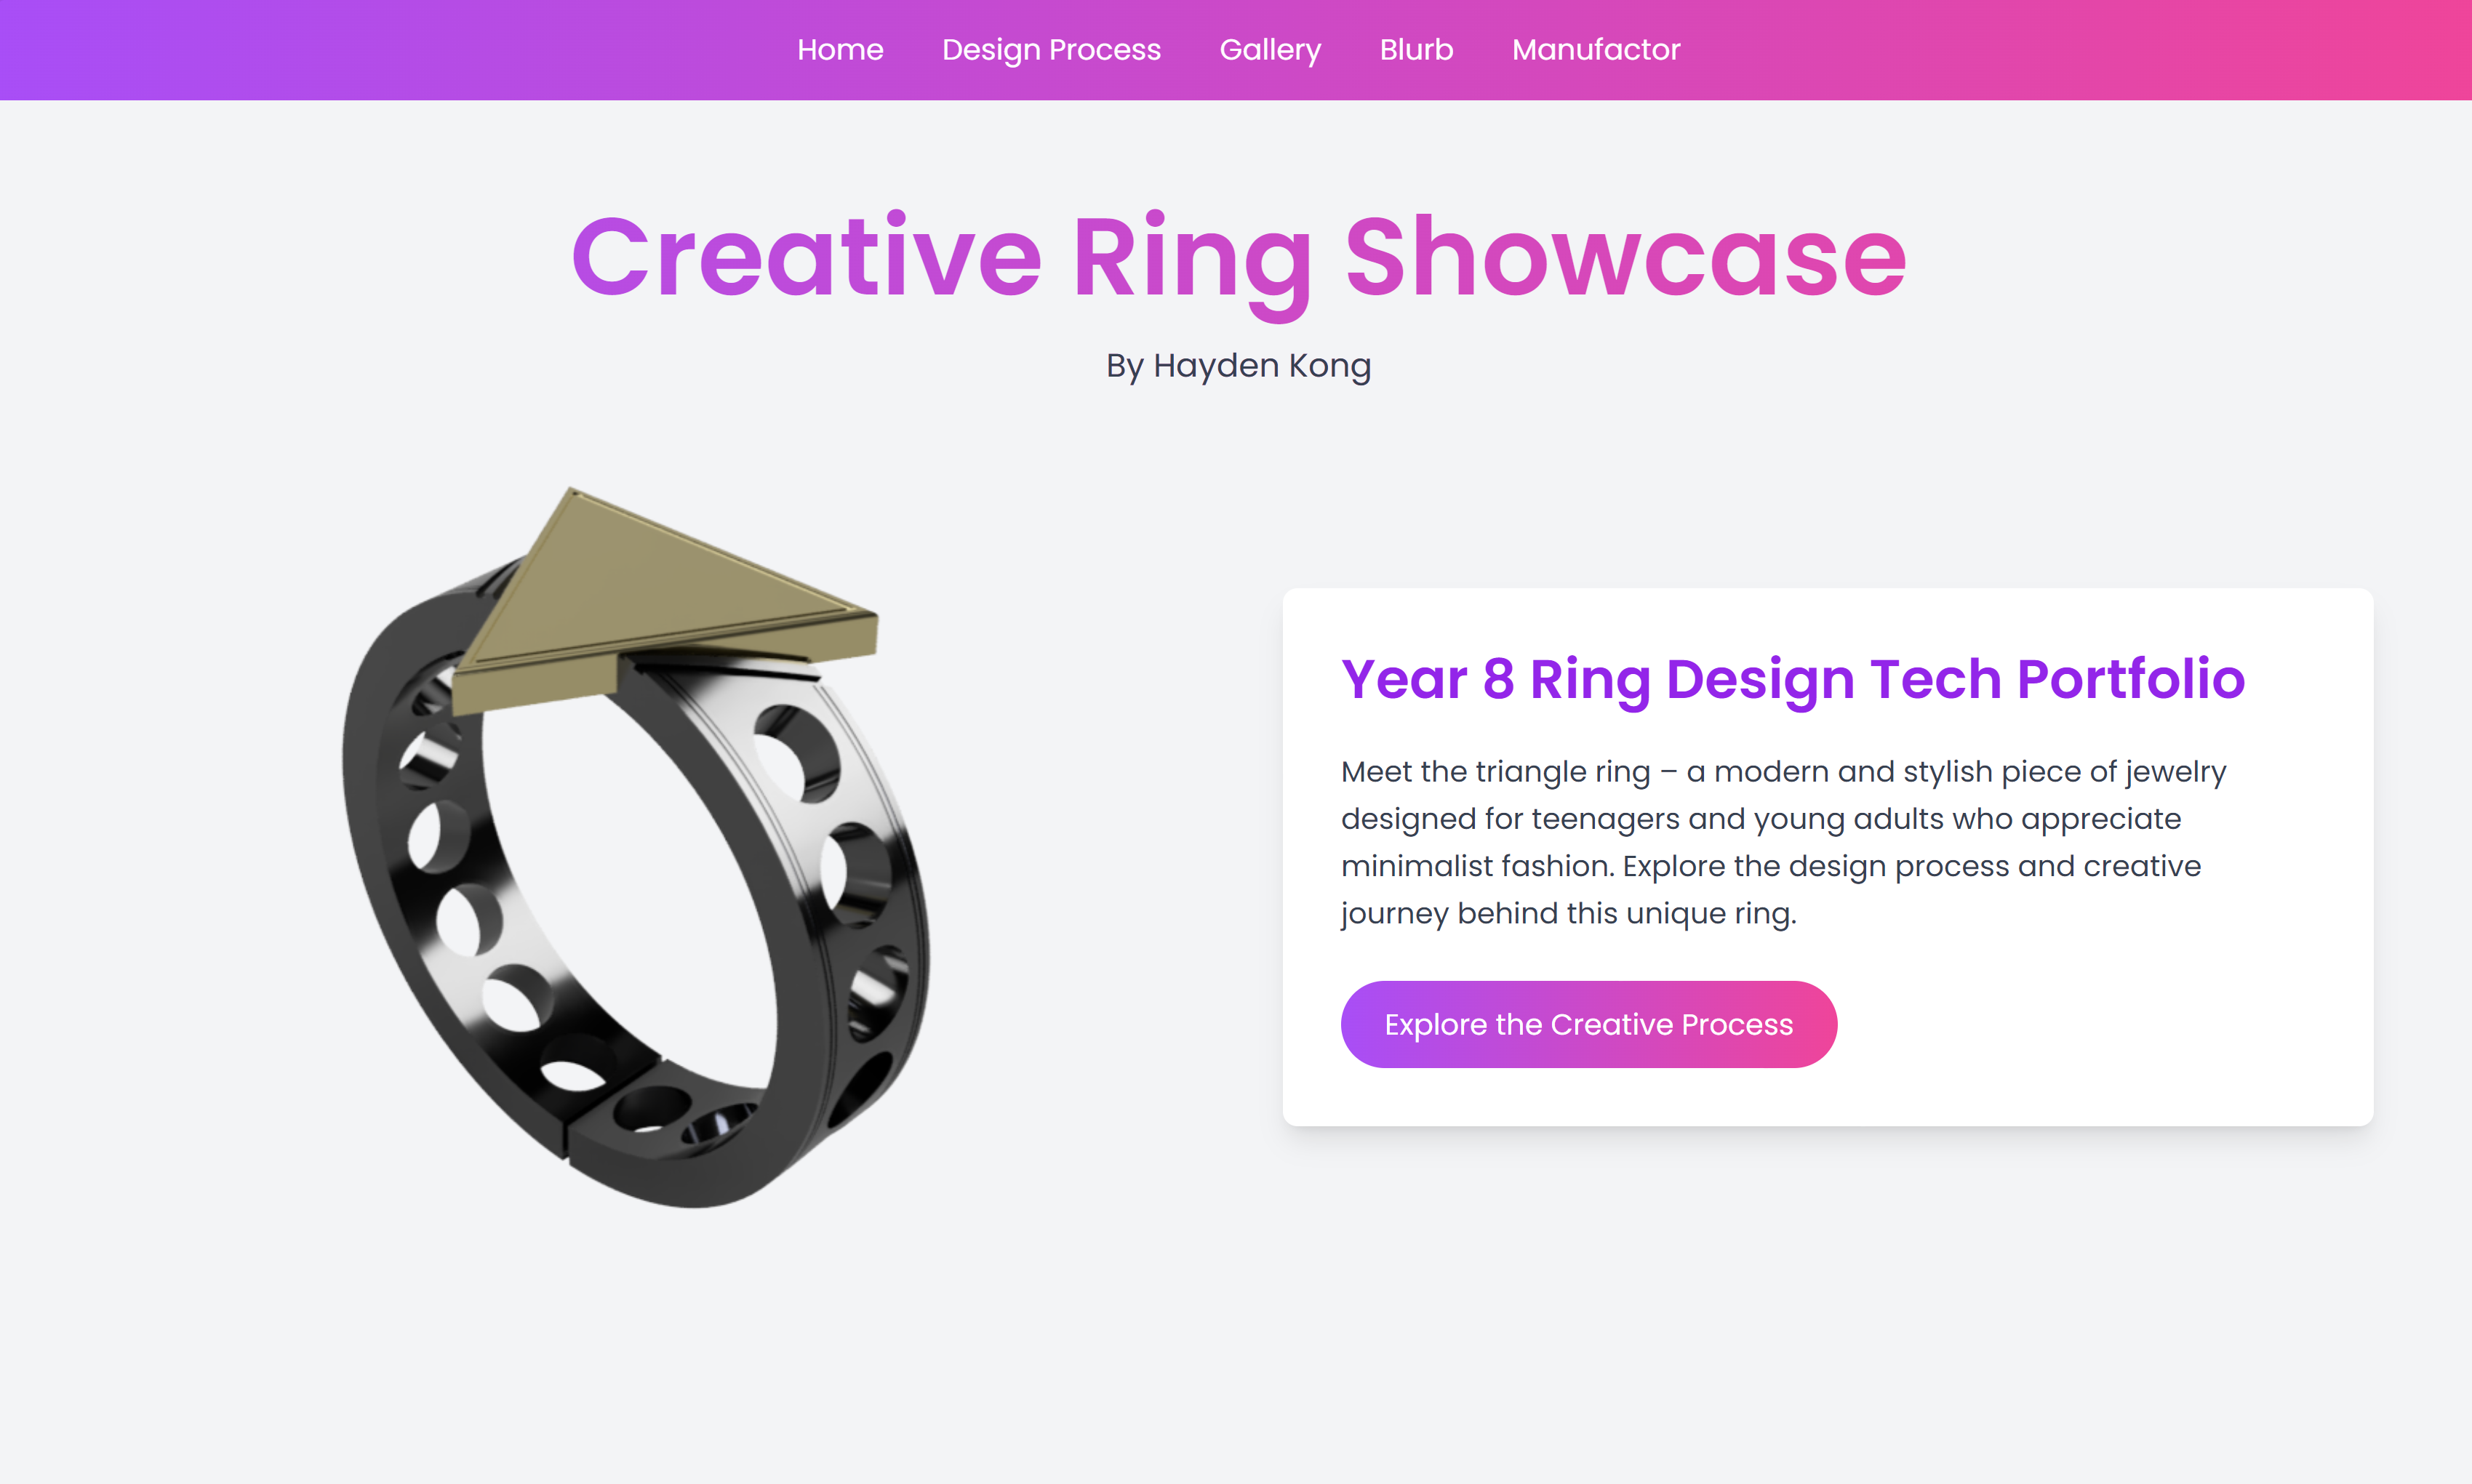 Home Design Process Gallery Blurb Manufactor
Creative Ring Showcase
By Hayden Kong
Year 8 Ring Design Tech Portfolio
Meet the triangle ring – a modern and stylish piece of jewelry
designed for teenagers and young adults who appreciate
minimalist fashion. Explore the design process and creative
journey behind this unique ring.
Explore the Creative Process